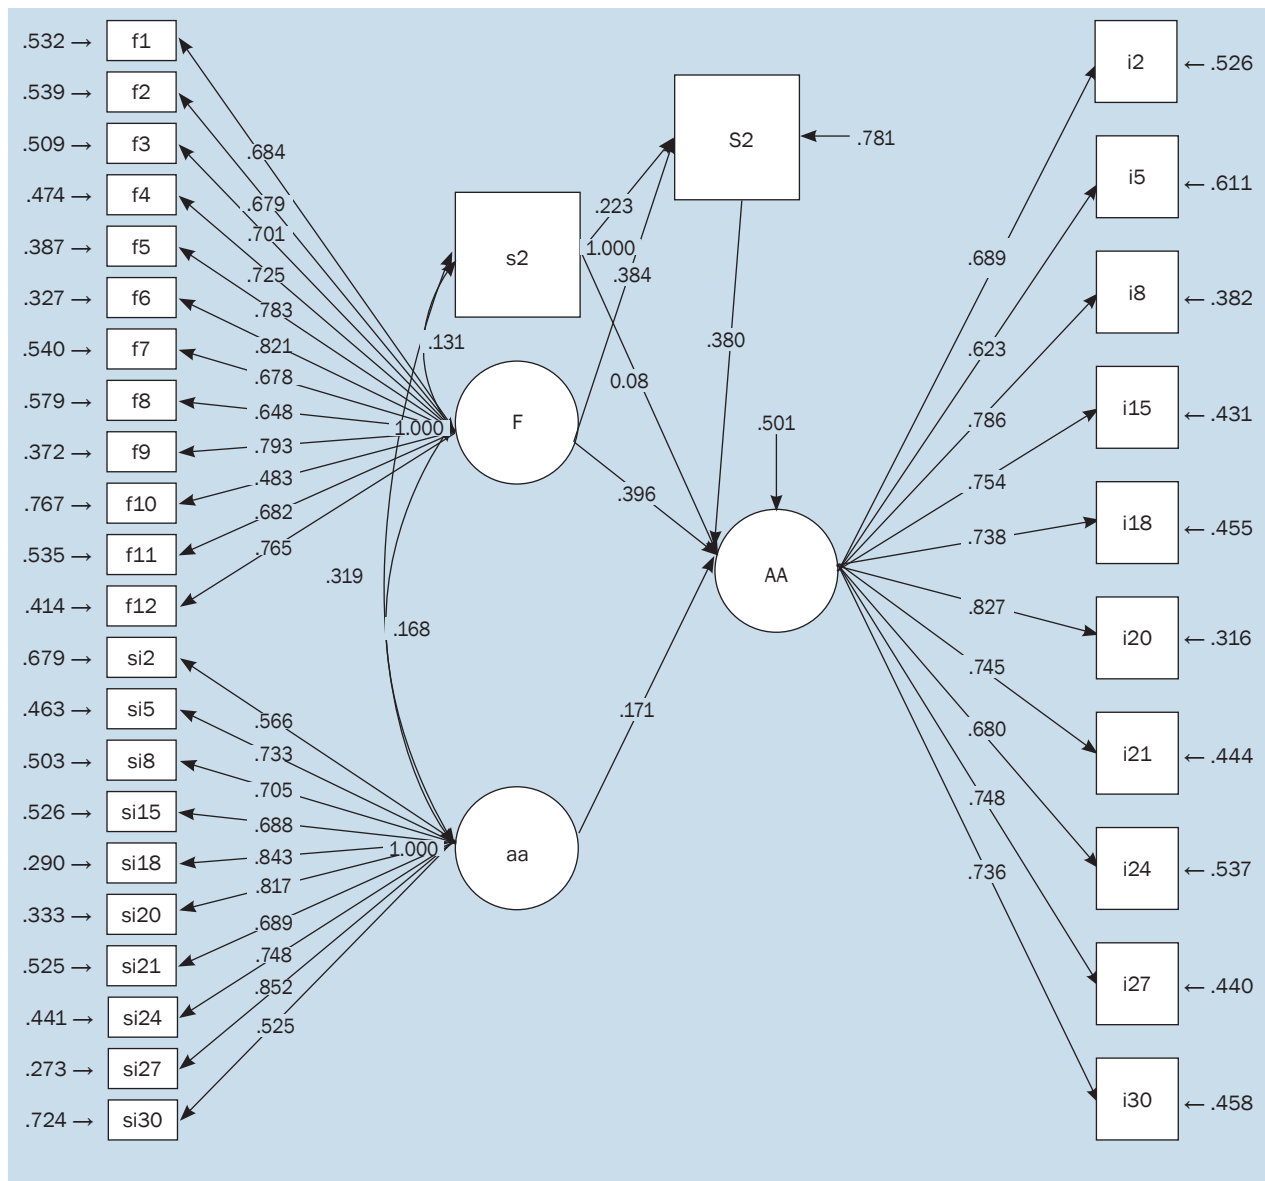 .532 → f1
.539 → f2
.509 → f3
.474 → f4
.387 → f5
.327 → f6
.540 → f7
.579 → f8
.372 → f9
.767 → f10
.535 → f11
.414 → f12
.679 → si2
.463 → si5
.503 → si8
.526 → si15
.290 → si18
.333 → si20
.525 → si21
.441 → si24
.273 → si27
.724 → si30
.684
.679
.701
.725
.783
.821
.678
.648
.793
.483
.682
.765
.566
.733
.705
.688
.843
.817
.689
.748
.852
.525
1.000
1.000
.319
.168
.131
s2
F
aa
1.000
.223
.384
0.08
.396
.171
S2
.781
.380
.501
AA
.689
.623
.786
.754
.738
.827
.745
.680
.748
.736
i2 ← .526
i5 ← .611
i8 ← .382
i15 ← .431
i18 ← .455
i20 ← .316
i21 ← .444
i24 ← .537
i27 ← .440
i30 ← .458